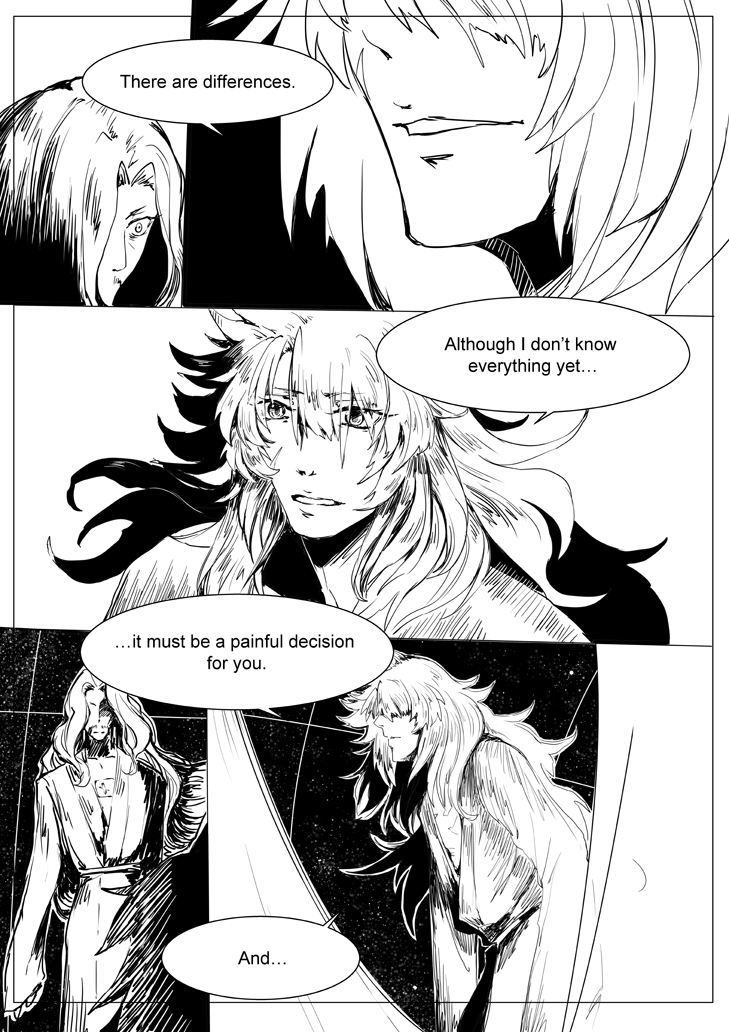 There are differences.
Although I don’t know
everything yet...
...it must be a painful decision
for you.
And...